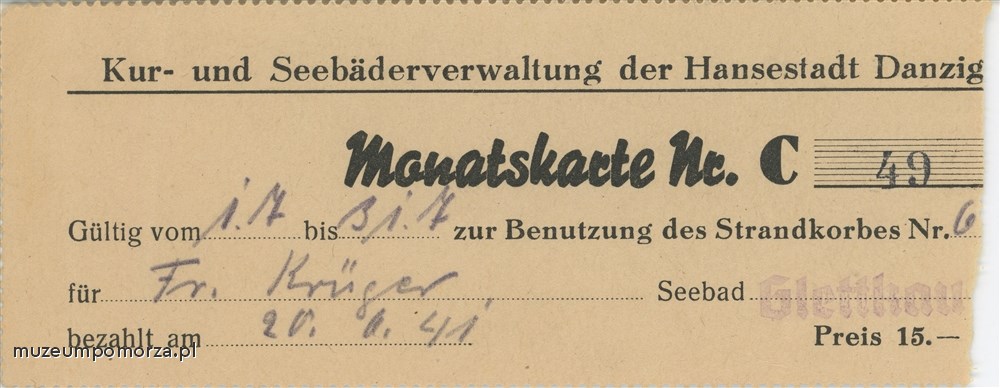 Kur- und Seebäderverwaltung der Hansestadt Danzig
Monatskarte Nr. C 49
Gültig vom 1.7 bis 31.7 zur Benutzung des Strandkorbes Nr. 6
für Fr. Krüger, Seebad Glettkau
bezahlt am 20. 6. 41 Preis 15.—
muzeumpomorza.pl